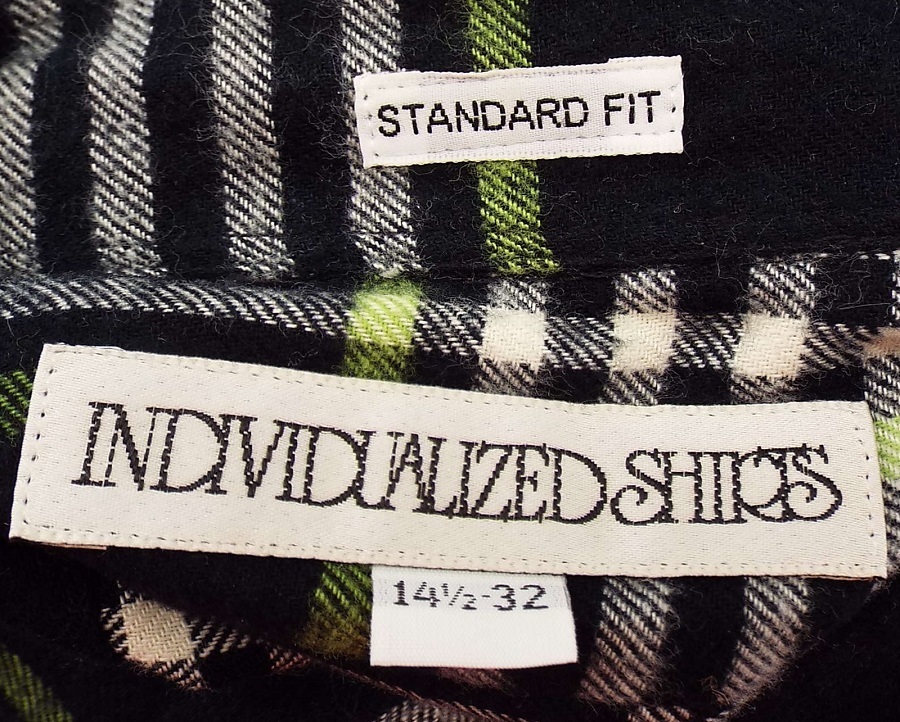 STANDARD FIT
INDIVIDUALIZED SHIRTS
14½-32